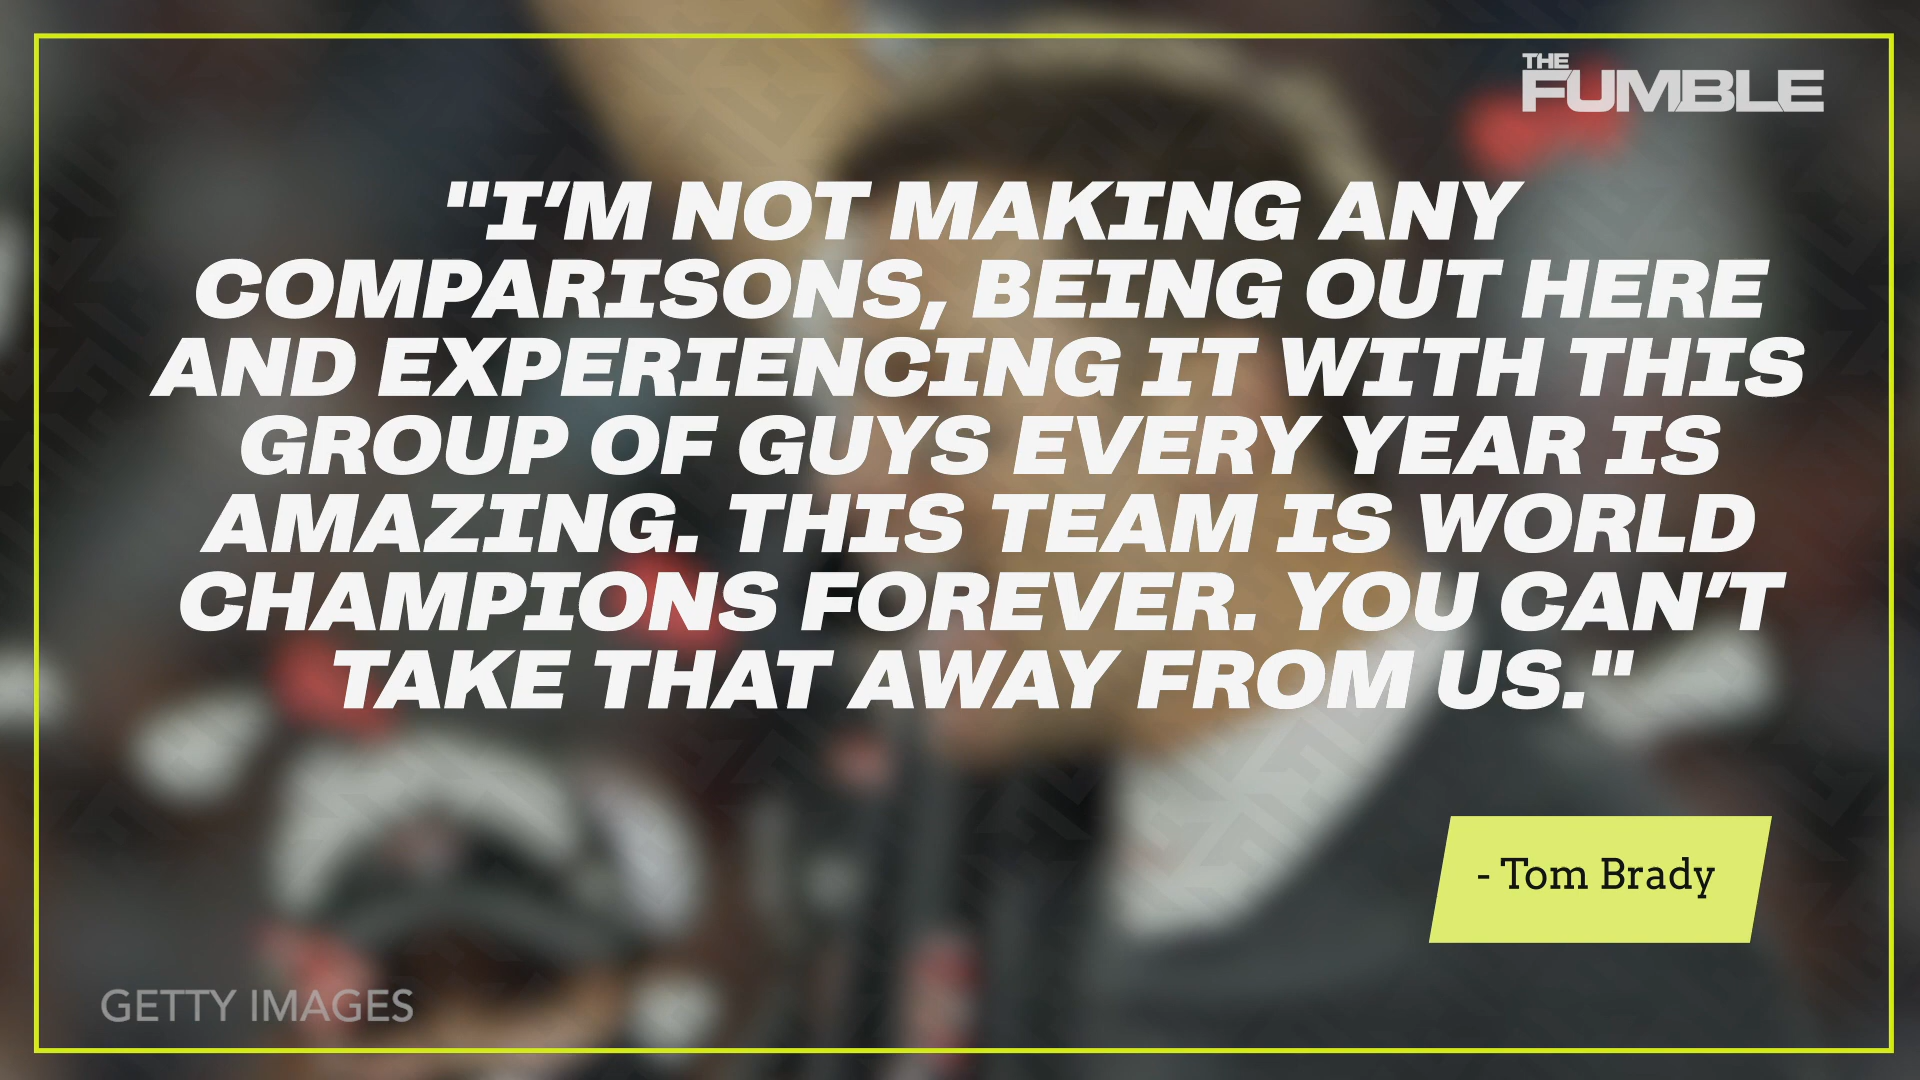 THE
FUMBLE
"I’M NOT MAKING ANY
COMPARISONS, BEING OUT HERE
AND EXPERIENCING IT WITH THIS
GROUP OF GUYS EVERY YEAR IS
AMAZING. THIS TEAM IS WORLD
CHAMPIONS FOREVER. YOU CAN’T
TAKE THAT AWAY FROM US."
- Tom Brady
GETTY IMAGES